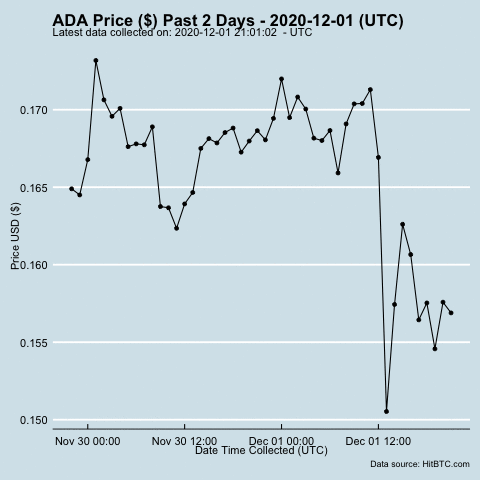 ADA Price ($) Past 2 Days - 2020-12-01 (UTC)
Latest data collected on: 2020-12-01 21:01:02 - UTC
0.170
0.165
0.160
0.155
0.150
Price USD ($)
Nov 30 00:00
Nov 30 12:00
Dec 01 00:00
Dec 01 12:00
Date Time Collected (UTC)
Data source: HitBTC.com